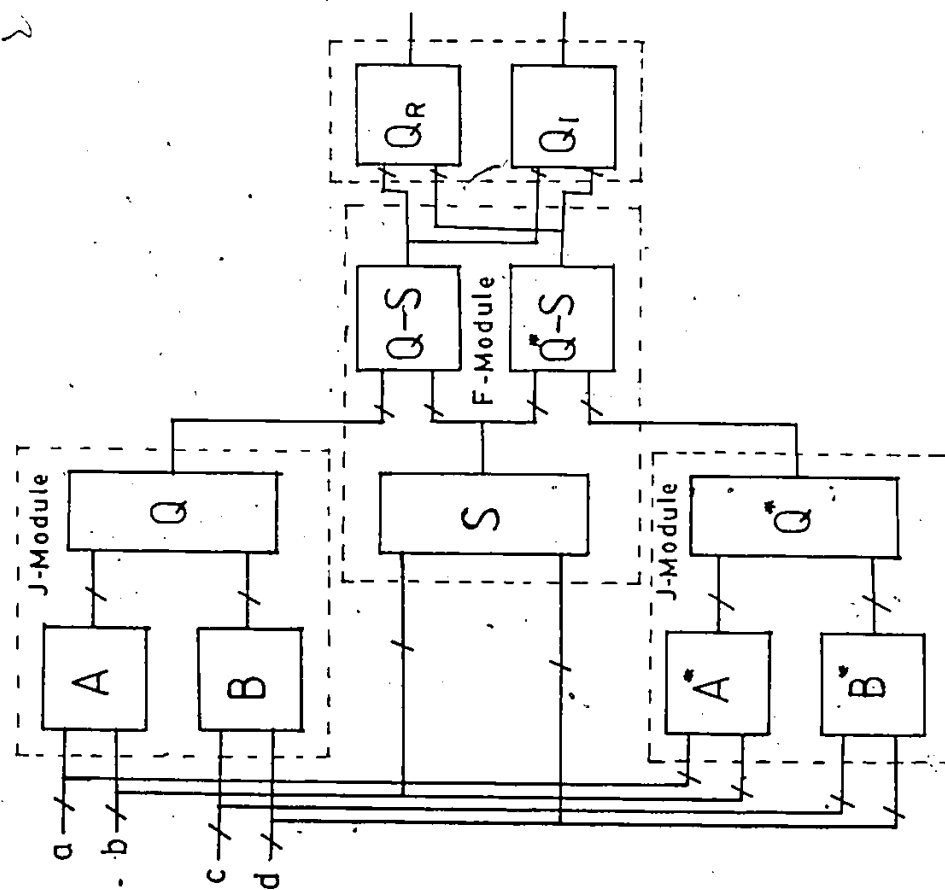 a
b
c
d
A
B
J-Module
Q
S
A*
B*
J-Module
Q*
Q-S
F-Module
Q*-S
QR
QI